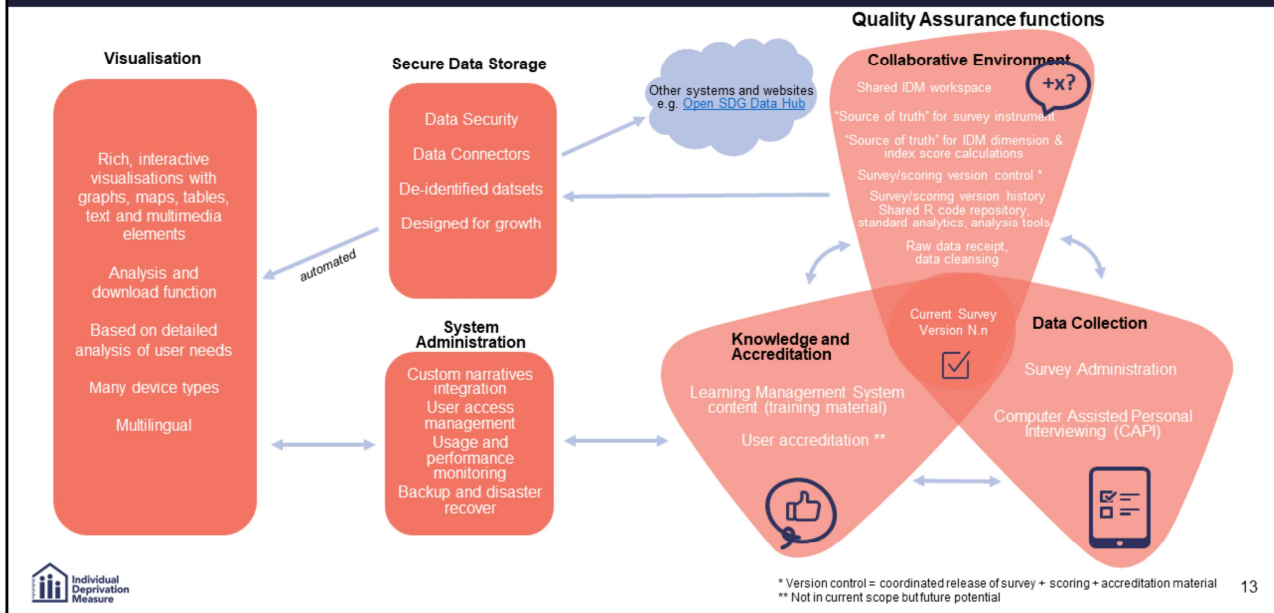 Quality Assurance functions
Visualisation
Rich, interactive
visualisations with
graphs, maps, tables,
text and multimedia
elements
Analysis and
download function
Based on detailed
analysis of user needs
Many device types
Multilingual
Secure Data Storage
Data Security
Data Connectors
De-identified datsets
Designed for growth
automated
Other systems and websites
e.g. Open SDG Data Hub
System
Administration
Custom narratives
integration
User access
management
Usage and
performance
monitoring
Backup and disaster
recover
Collaborative Environment
+x?
Shared IDM workspace
"Source of truth" for survey instrument
"Source of truth" for IDM dimension &
index score calculations
Survey/scoring version control *
Survey/scoring version history
Shared R code repository,
standard analytics, analysis tools
Raw data receipt,
data cleansing
Current Survey
Version N.n
Knowledge and
Accreditation
Learning Management System
content (training material)
User accreditation **
Data Collection
Survey Administration
Computer Assisted Personal
Interviewing (CAPI)
Individual
Deprivation
Measure
* Version control = coordinated release of survey + scoring + accreditation material
** Not in current scope but future potential
13